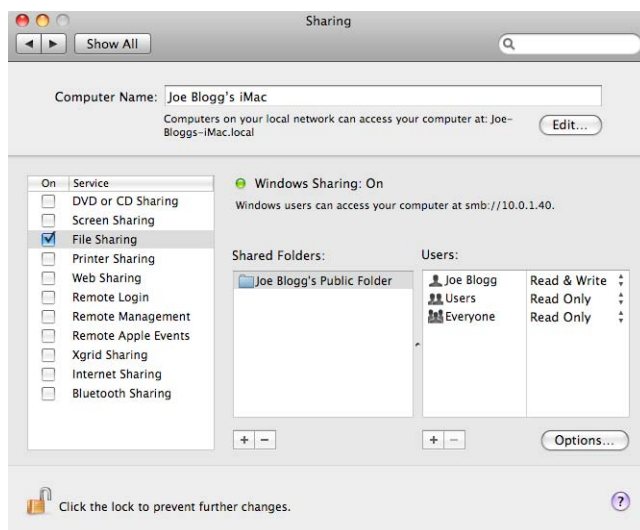 Sharing
Show All
Computer Name: Joe Blogg's iMac
Computers on your local network can access your computer at: Joe-
Bloggs-iMac.local
Edit...
On Service
DVD or CD Sharing
Screen Sharing
File Sharing
Printer Sharing
Web Sharing
Remote Login
Remote Management
Remote Apple Events
Xgrid Sharing
Internet Sharing
Bluetooth Sharing
Windows Sharing: On
Windows users can access your computer at smb://10.0.1.40.
Shared Folders:
Joe Blogg's Public Folder
Users:
Joe Blogg Read & Write
Users Read Only
Everyone Read Only
+ −
+ −
Options...
Click the lock to prevent further changes.
?